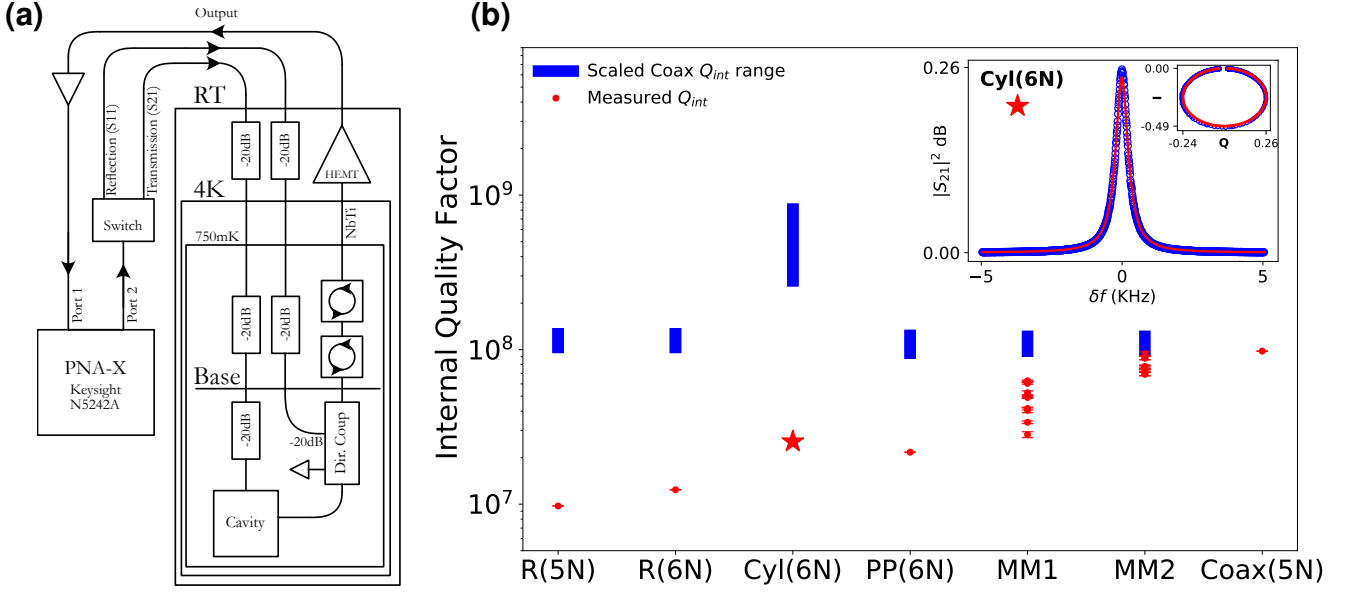 (a)
Output
Reflection (S11)
Transmission (S21)
RT
-20dB
-20dB
HEMT
4K
NbTi
750mK
Switch
Port 1
Port 2
-20dB
-20dB
PNA-X
Keysight
N5242A
Base
-20dB
-20dB
Dir. Coup
Cavity
(b)
Internal Quality Factor
10⁹
10⁸
10⁷
Scaled Coax Q_int range
Measured Q_int
Cyl(6N)
|S₂₁|² dB
0.26
0.00
−5
0
5
δf (KHz)
0.00
I
-0.49
-0.24
Q
0.26
R(5N)
R(6N)
Cyl(6N)
PP(6N)
MM1
MM2
Coax(5N)